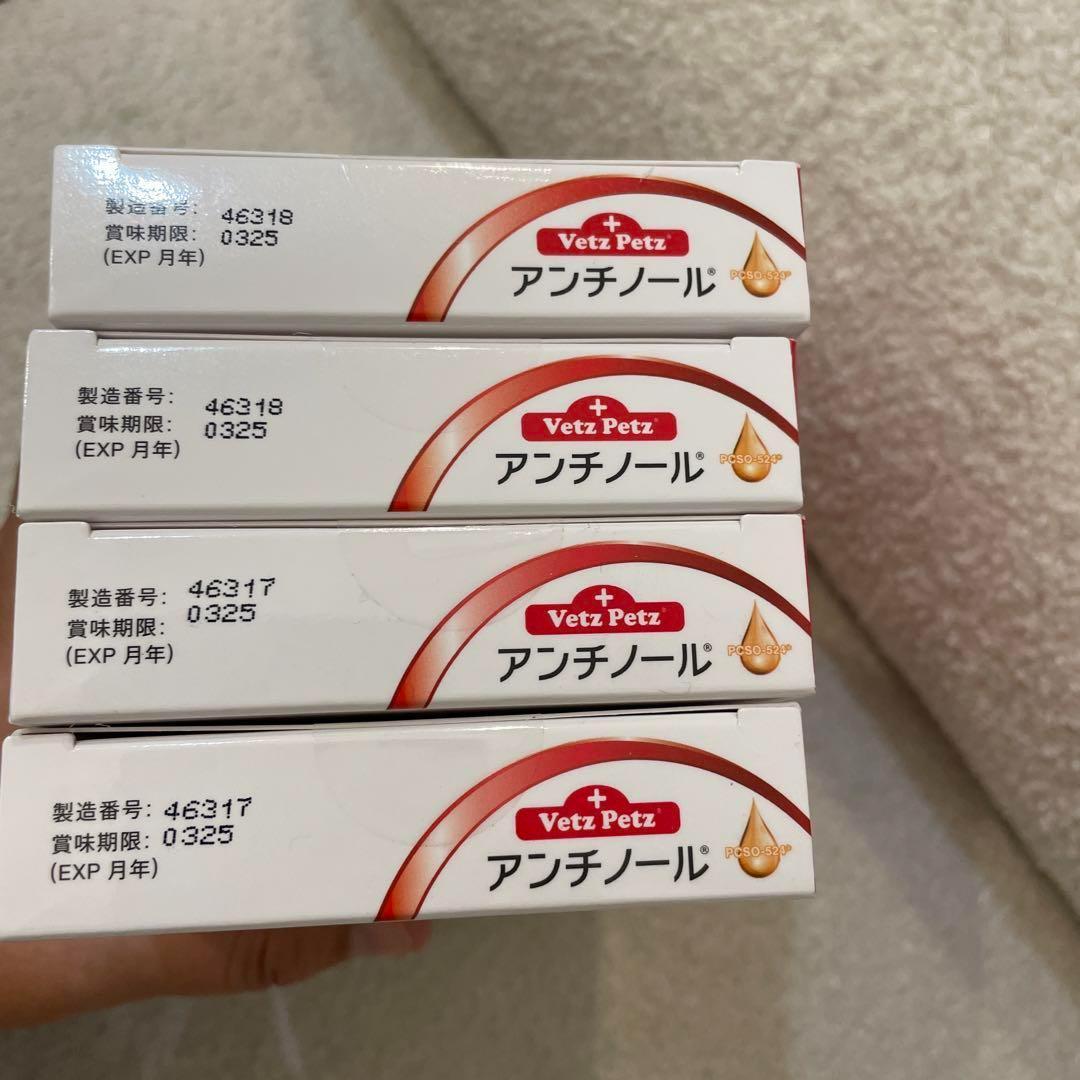 製造番号: 46318
賞味期限: 0325
(EXP 月年)
Vetz Petz®
アンチノール®
PCSO-524®
製造番号: 46318
賞味期限: 0325
(EXP 月年)
Vetz Petz®
アンチノール®
PCSO-524®
製造番号: 46317
賞味期限: 0325
(EXP 月年)
Vetz Petz®
アンチノール®
PCSO-524®
製造番号: 46317
賞味期限: 0325
(EXP 月年)
Vetz Petz®
アンチノール®
PCSO-524®